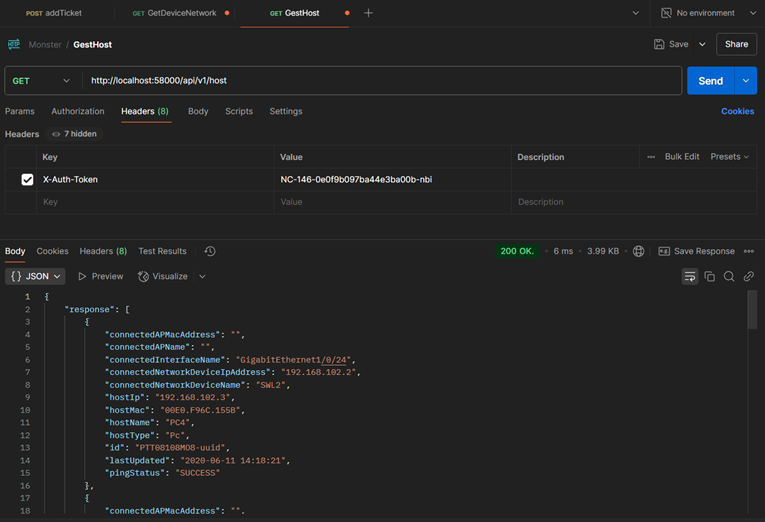 POST addTicket GET GetDeviceNetwork GET GestHost No environment
HTTP Monster / GestHost Save Share
GET http://localhost:58000/api/v1/host Send
Params Authorization Headers (8) Body Scripts Settings Cookies
Headers 7 hidden
Key Value Description ••• Bulk Edit Presets
X-Auth-Token NC-146-0e0f9b097ba44e3ba00b-nbi
Key Value Description
Body Cookies Headers (8) Test Results 200 OK. • 6 ms • 3.99 KB • e.g. Save Response •••
{} JSON Preview Visualize
1 {
2 "response": [
3 {
4 "connectedAPMacAddress": "",
5 "connectedAPName": "",
6 "connectedInterfaceName": "GigabitEthernet1/0/24",
7 "connectedNetworkDeviceIpAddress": "192.168.102.2",
8 "connectedNetworkDeviceName": "SWL2",
9 "hostIp": "192.168.102.3",
10 "hostMac": "00E0.F96C.155B",
11 "hostName": "PC4",
12 "hostType": "Pc",
13 "id": "PTT08108MO8-uuid",
14 "lastUpdated": "2020-06-11 14:18:21",
15 "pingStatus": "SUCCESS"
16 },
17 {
18 "connectedAPMacAddress": "",